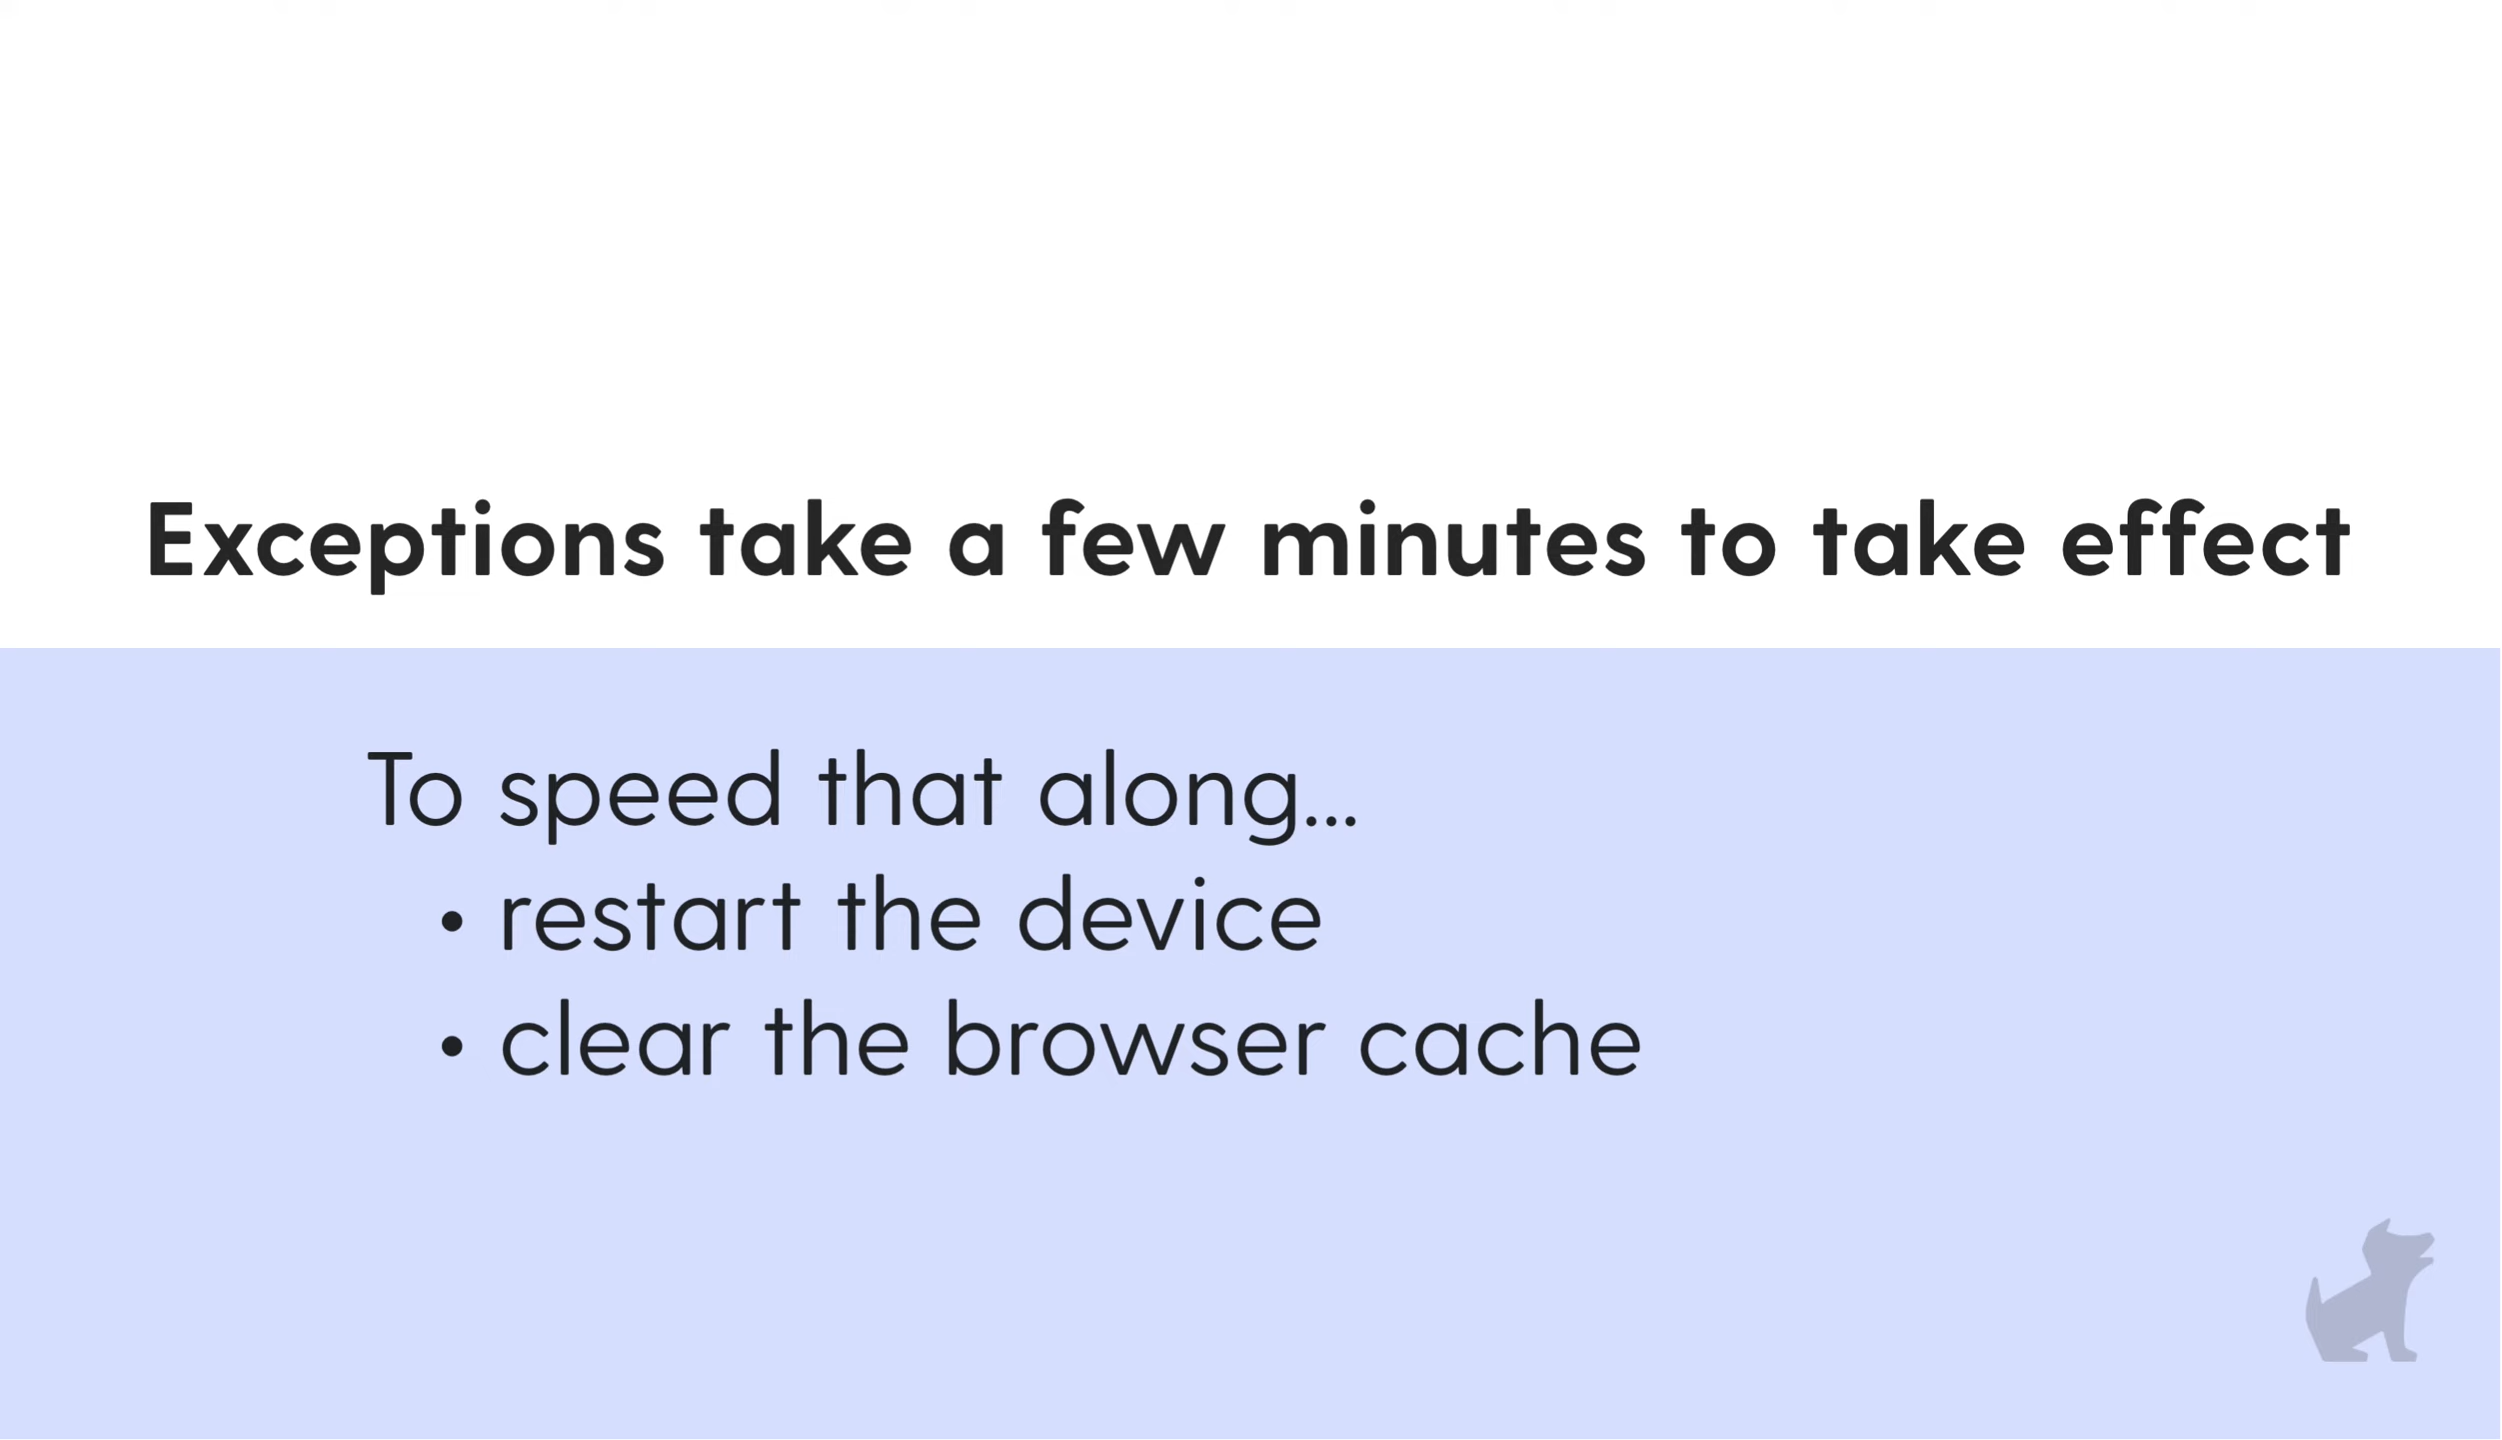 Exceptions take a few minutes to take effect
To speed that along...
• restart the device
• clear the browser cache